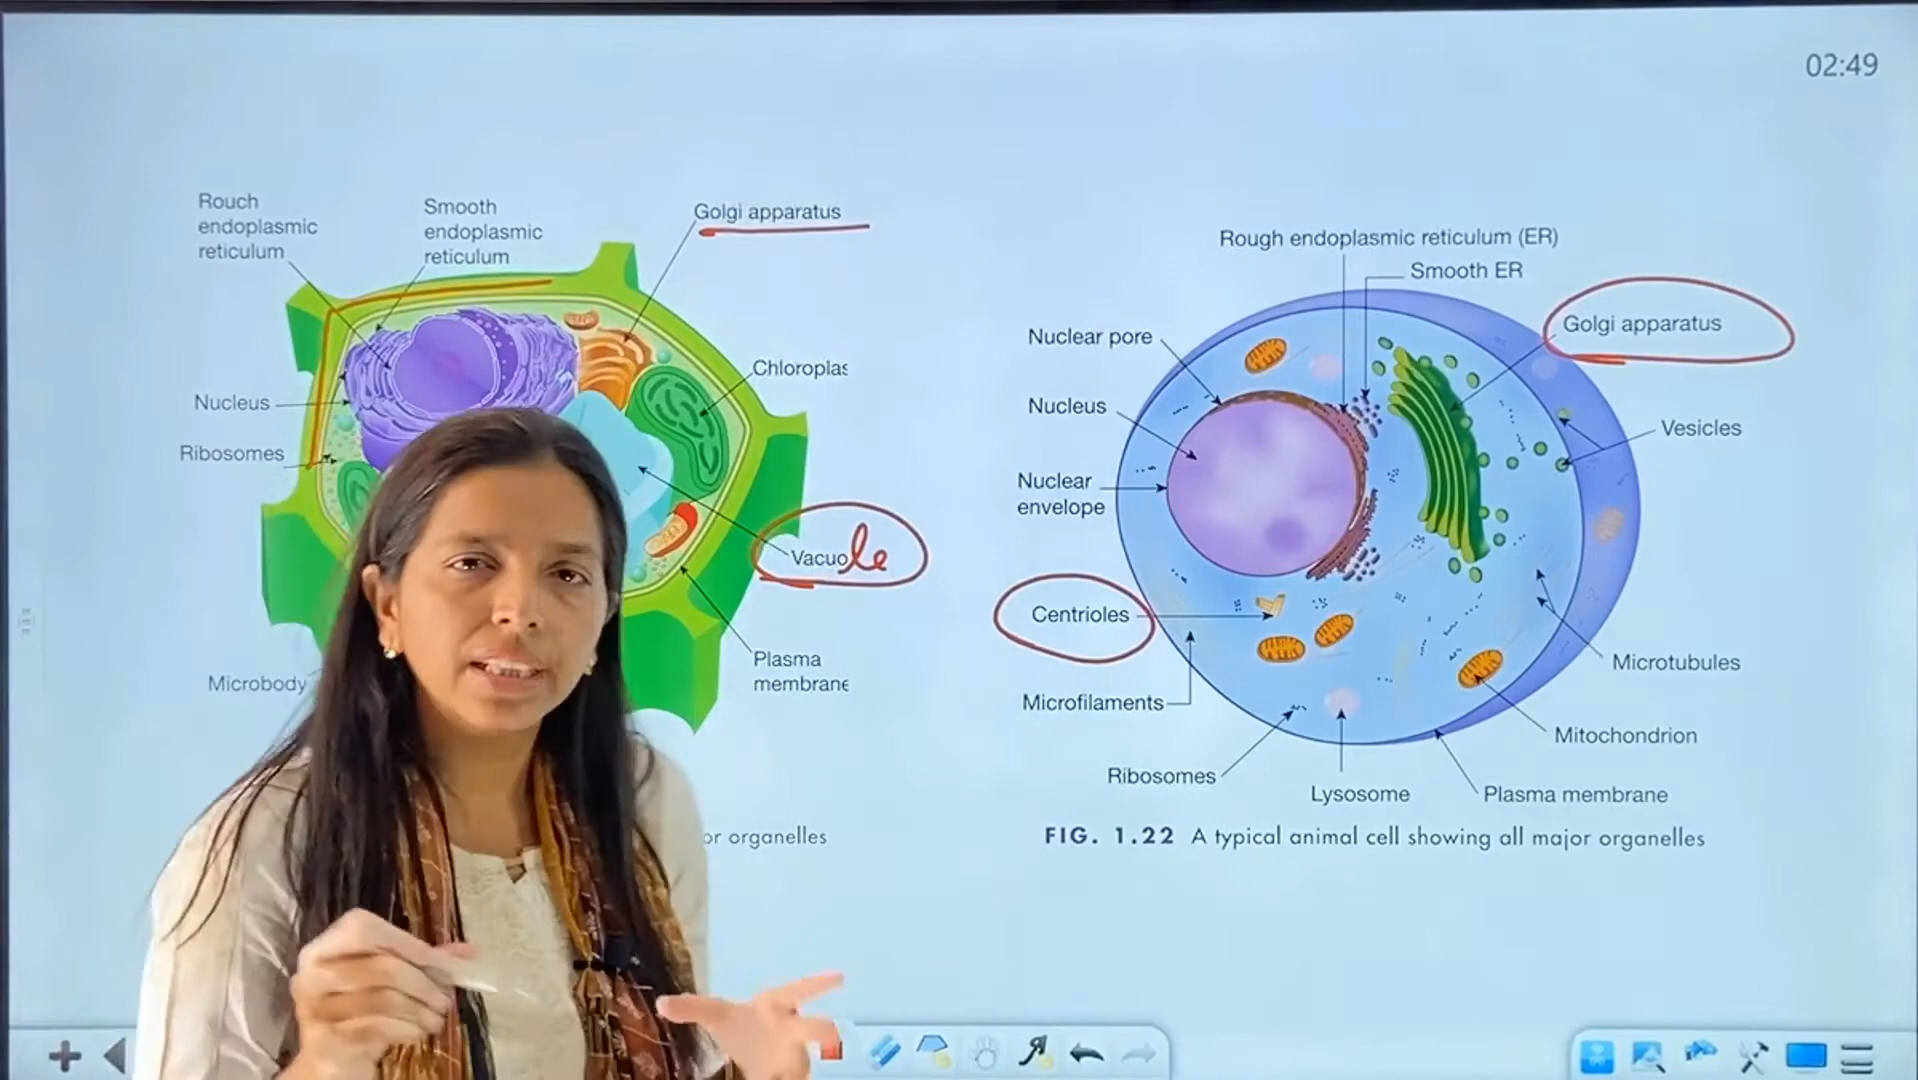 02:49
Rouch
endoplasmic
reticulum
Smooth
endoplasmic
reticulum
Golgi apparatus
Chloroplas
Nucleus
Ribosomes
Vacuole
Plasma
membrane
Microbody
or organelles
Rough endoplasmic reticulum (ER)
Smooth ER
Golgi apparatus
Nuclear pore
Nucleus
Vesicles
Nuclear
envelope
Centrioles
Microtubules
Microfilaments
Mitochondrion
Ribosomes
Lysosome
Plasma membrane
FIG. 1.22 A typical animal cell showing all major organelles